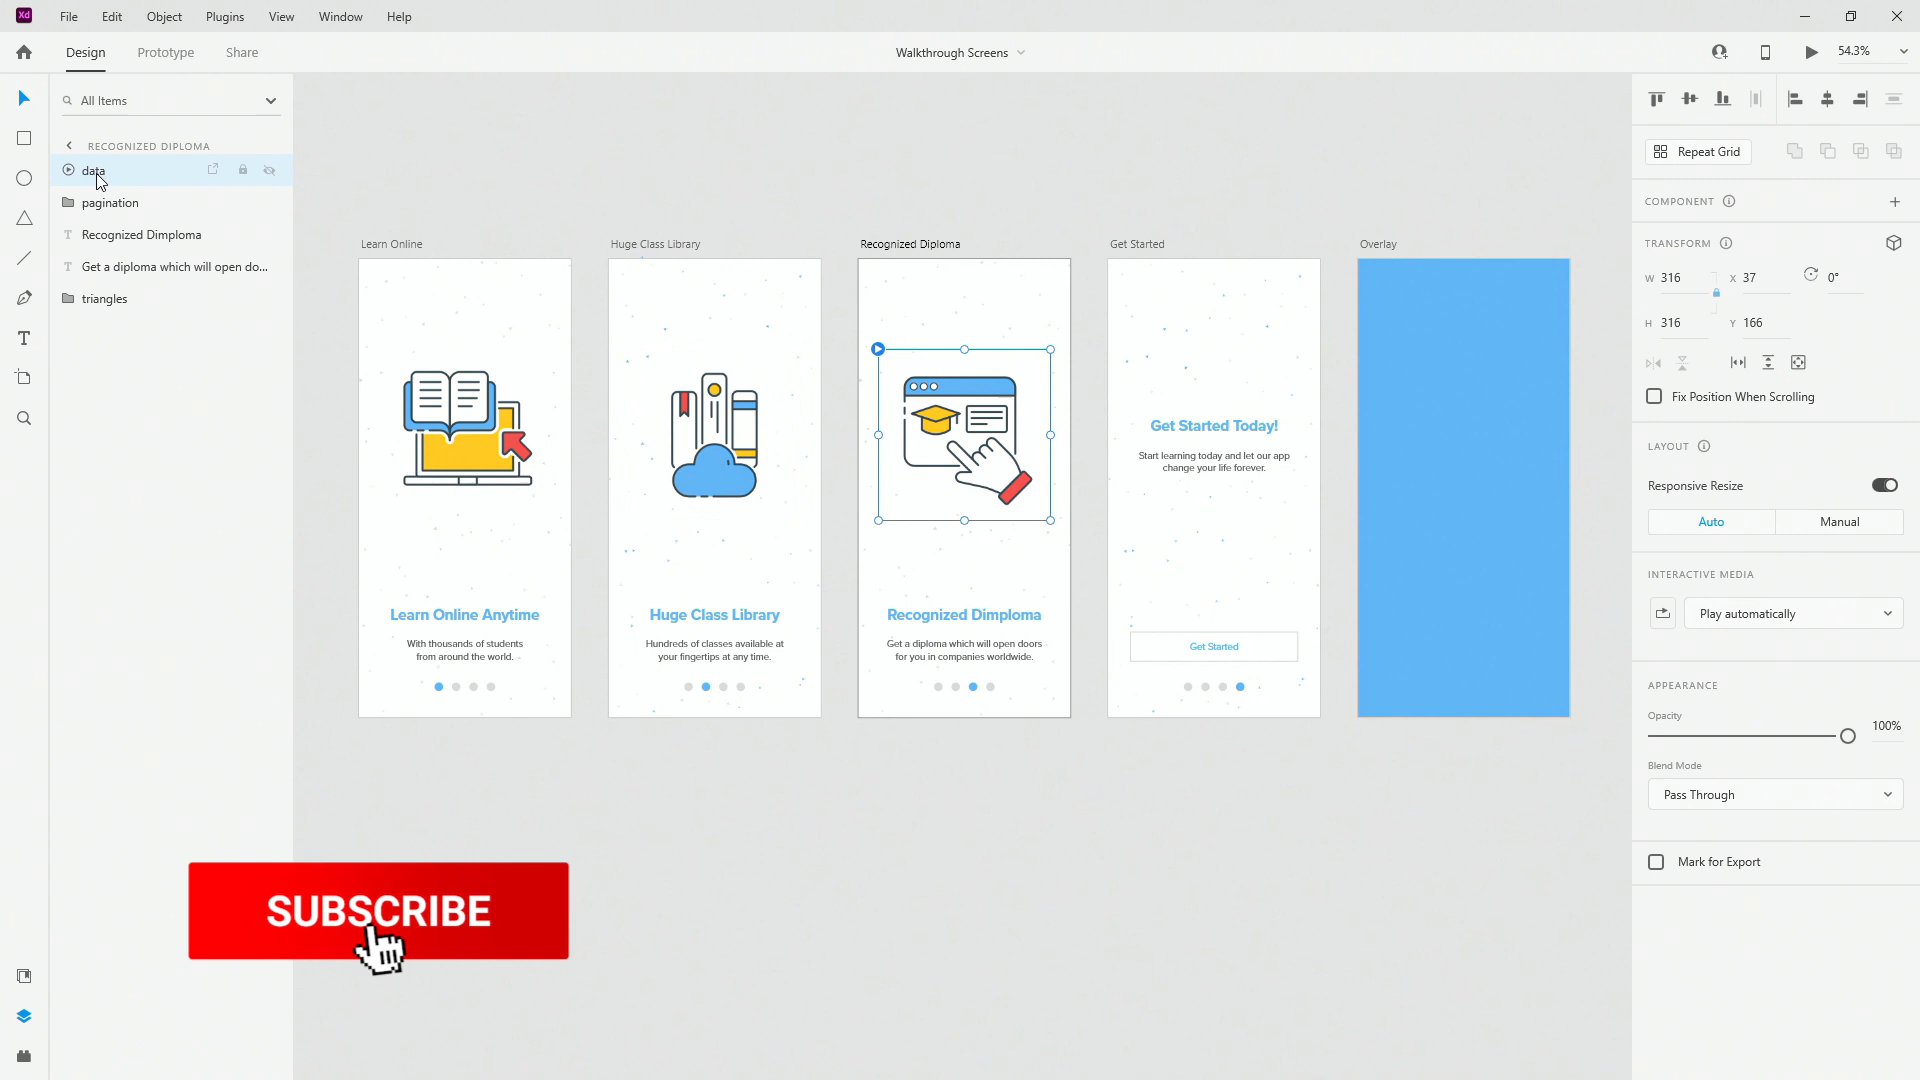 Xd File Edit Object Plugins View Window Help
Design Prototype Share Walkthrough Screens 54.3%
All Items
RECOGNIZED DIPLOMA
data
pagination
T Recognized Dimploma
T Get a diploma which will open do...
triangles
T
Learn Online
Huge Class Library
Recognized Diploma
Get Started
Overlay
Learn Online Anytime
With thousands of students
from around the world.
Huge Class Library
Hundreds of classes available at
your fingertips at any time.
Recognized Dimploma
Get a diploma which will open doors
for you in companies worldwide.
Get Started Today!
Start learning today and let our app
change your life forever.
Get Started
SUBSCRIBE
Repeat Grid
COMPONENT
TRANSFORM
W 316 X 37 0°
H 316 Y 166
Fix Position When Scrolling
LAYOUT
Responsive Resize
Auto Manual
INTERACTIVE MEDIA
Play automatically
APPEARANCE
Opacity
100%
Blend Mode
Pass Through
Mark for Export